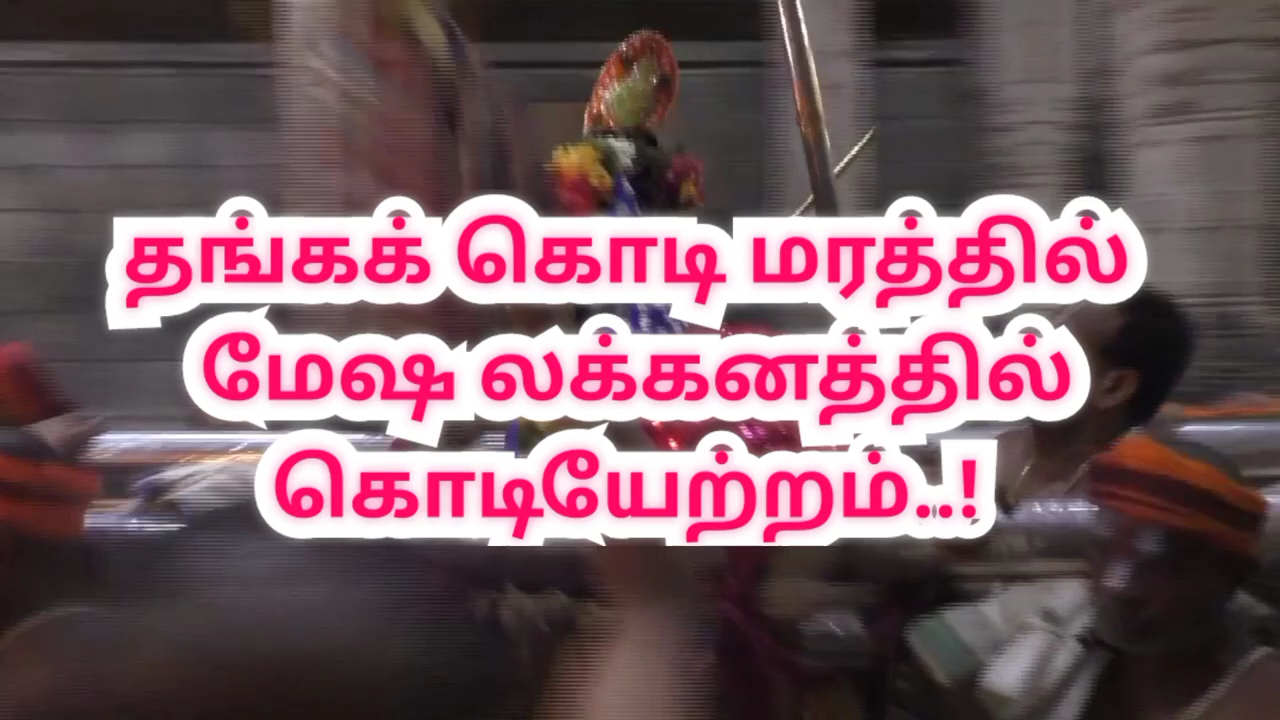 தங்கக் கொடி மரத்தில்
மேஷ லக்கனத்தில்
கொடியேற்றம்..!